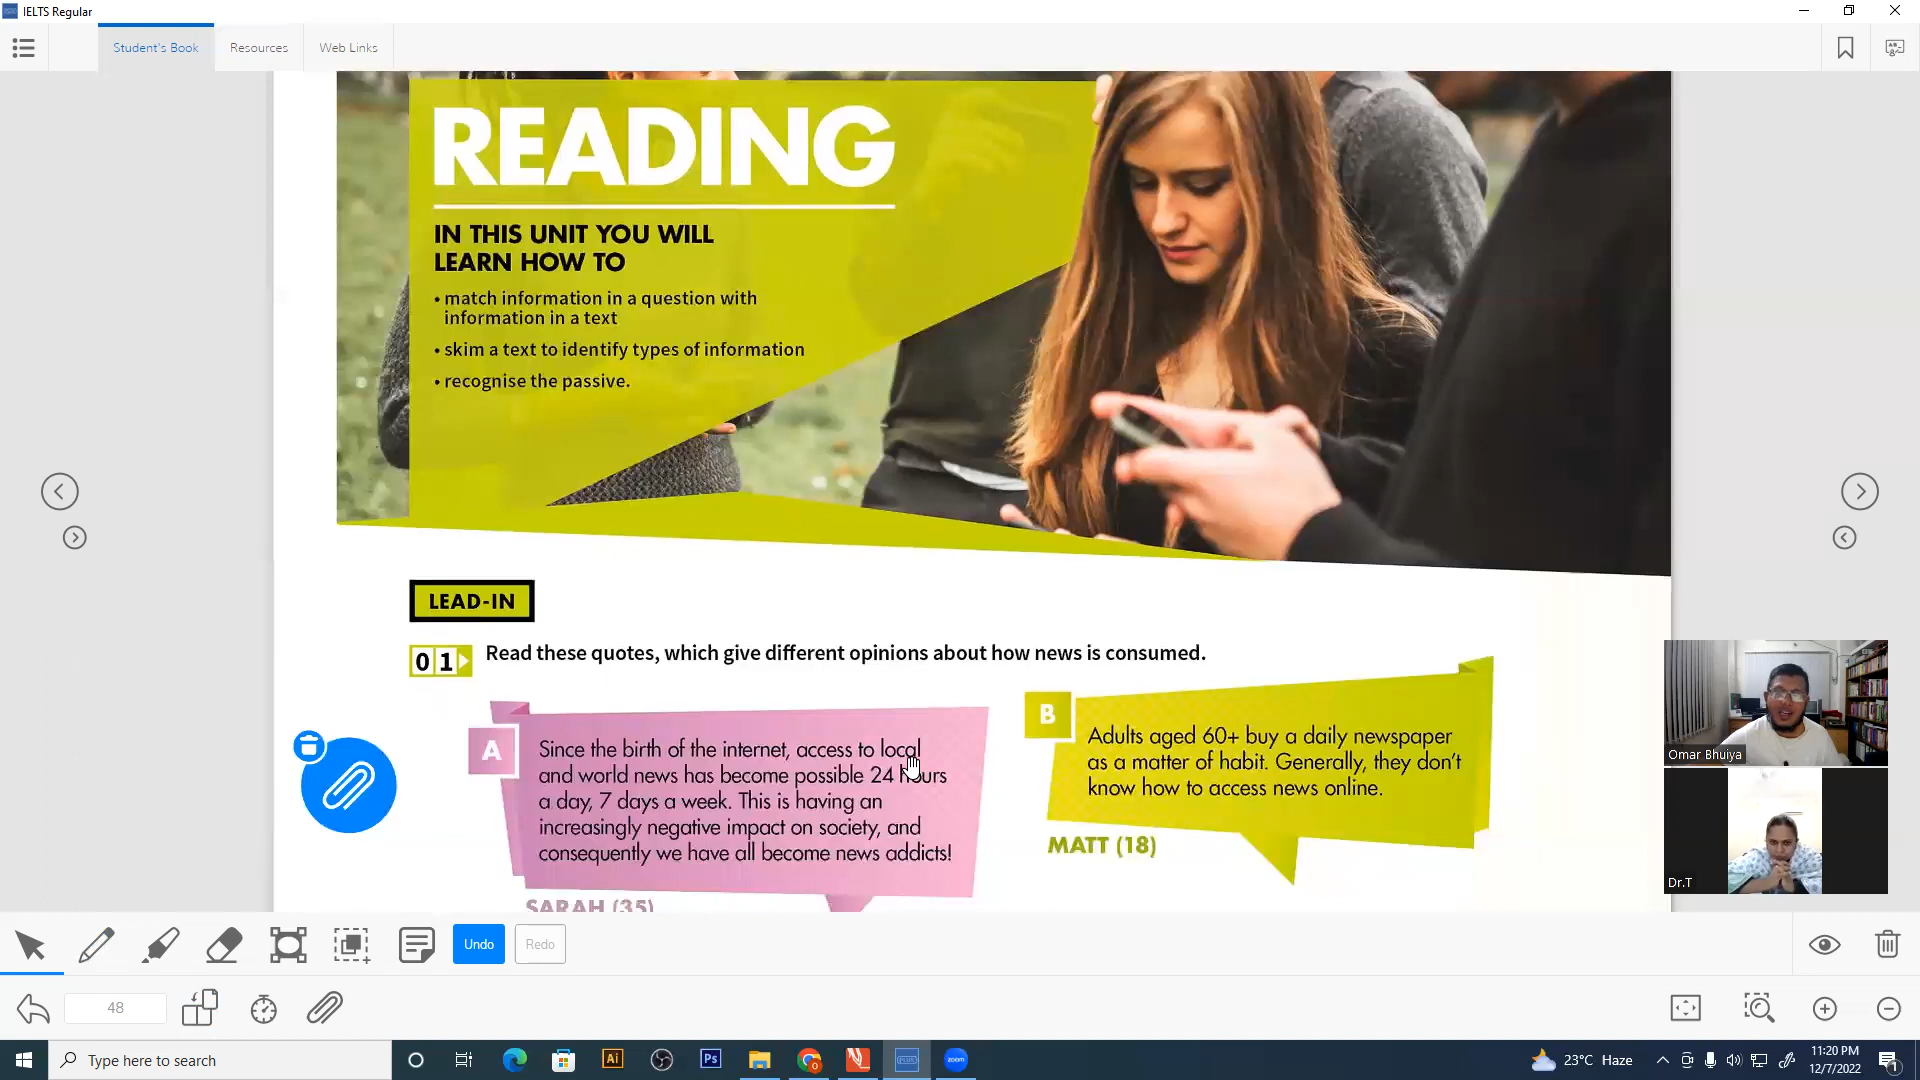 IELTS Regular
Student's Book
Resources
Web Links
READING
IN THIS UNIT YOU WILL
LEARN HOW TO
• match information in a question with
information in a text
• skim a text to identify types of information
• recognise the passive.
LEAD-IN
01
Read these quotes, which give different opinions about how news is consumed.
A
Since the birth of the internet, access to local
and world news has become possible 24 hours
a day, 7 days a week. This is having an
increasingly negative impact on society, and
consequently we have all become news addicts!
SARAH (35)
B
Adults aged 60+ buy a daily newspaper
as a matter of habit. Generally, they don't
know how to access news online.
MATT (18)
Omar Bhuiya
Dr.T
Undo
Redo
48
Type here to search
Ai
Ps
zoom
23°C Haze
11:20 PM
12/7/2022
1